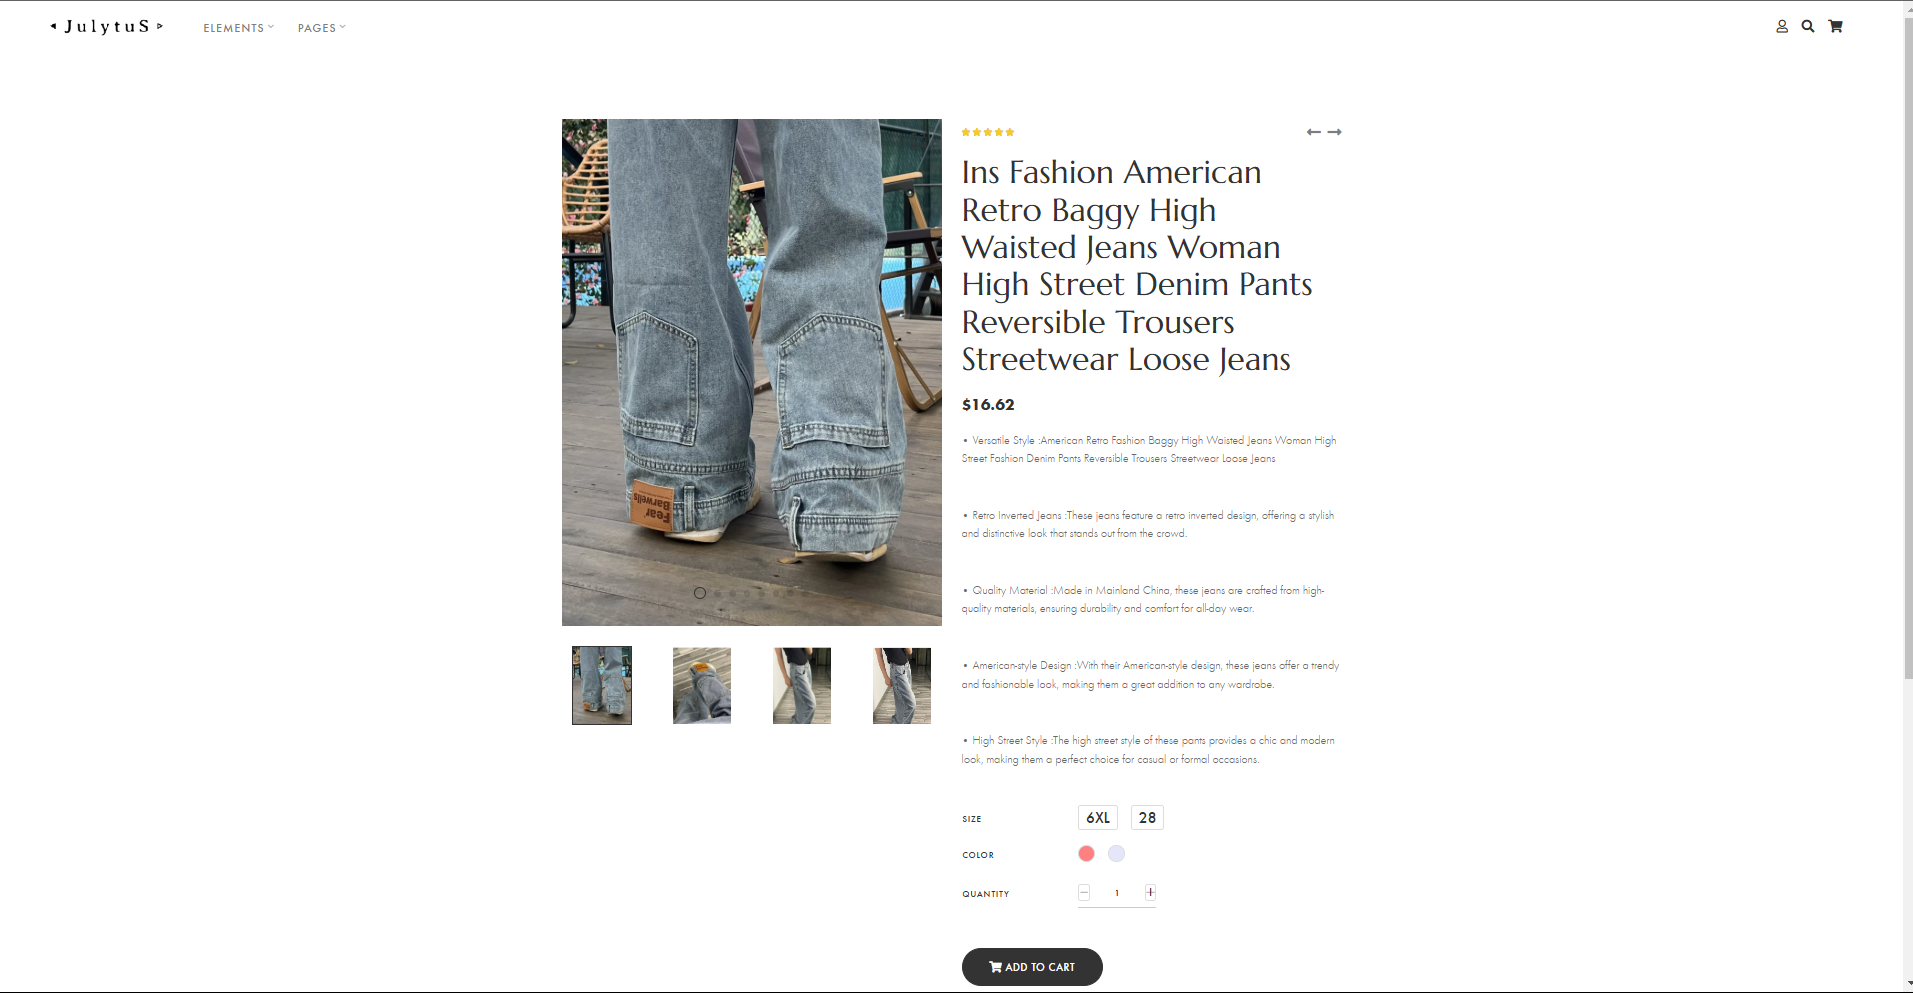 JulytuS
ELEMENTS
PAGES
Ins Fashion American
Retro Baggy High
Waisted Jeans Woman
High Street Denim Pants
Reversible Trousers
Streetwear Loose Jeans
$16.62
• Versatile Style :American Retro Fashion Baggy High Waisted Jeans Woman High
Street Fashion Denim Pants Reversible Trousers Streetwear Loose Jeans
• Retro Inverted Jeans :These jeans feature a retro inverted design, offering a stylish
and distinctive look that stands out from the crowd.
• Quality Material :Made in Mainland China, these jeans are crafted from high-
quality materials, ensuring durability and comfort for all-day wear.
• American-style Design :With their American-style design, these jeans offer a trendy
and fashionable look, making them a great addition to any wardrobe.
• High Street Style :The high street style of these pants provides a chic and modern
look, making them a perfect choice for casual or formal occasions.
SIZE
6XL 28
COLOR
QUANTITY
− 1 +
ADD TO CART
Fear
Barwells